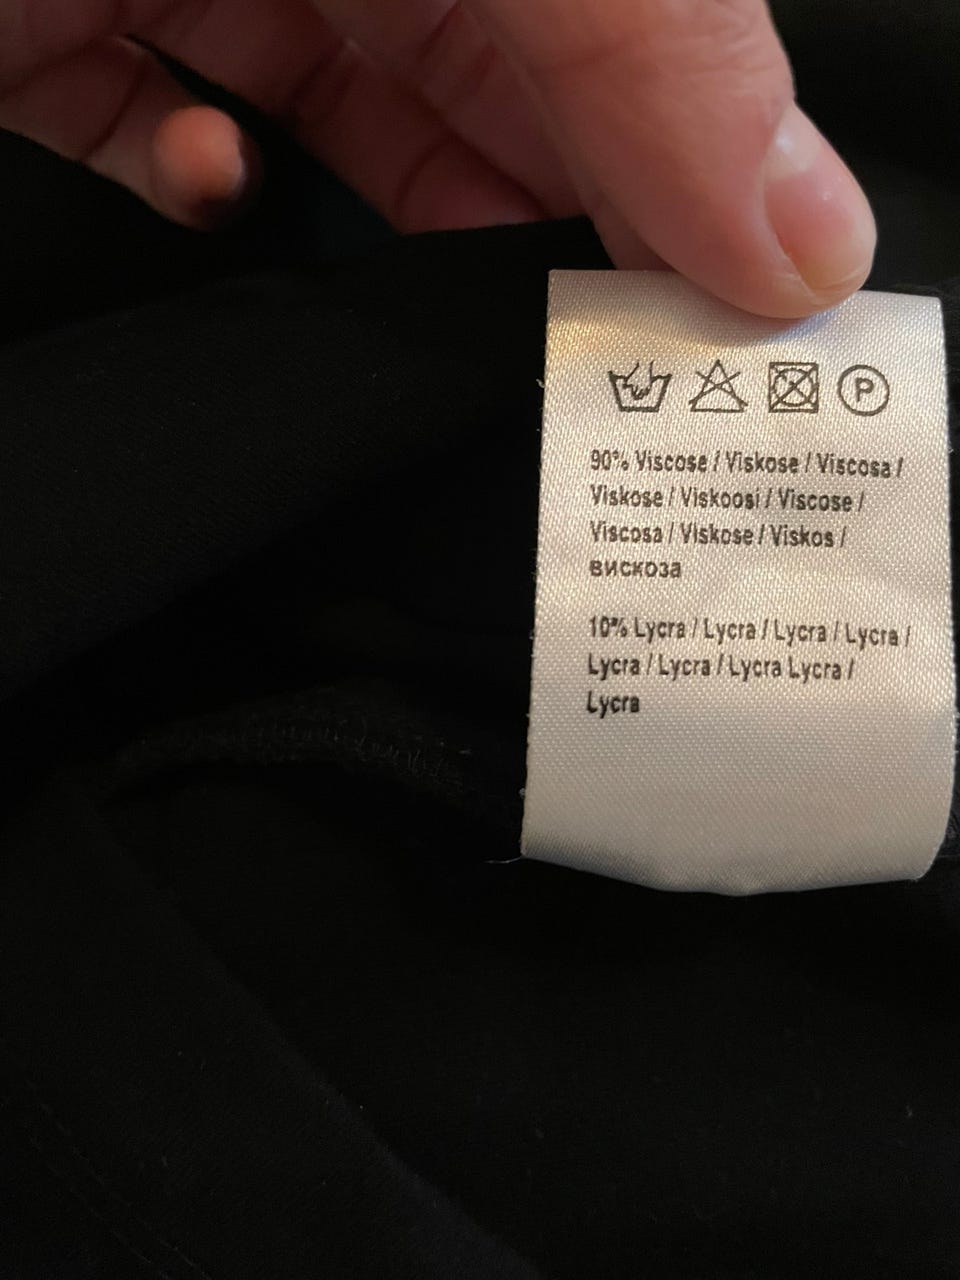 P
90% Viscose / Viskose / Viscosa /
Viskose / Viskoosi / Viscose /
Viscosa / Viskose / Viskos /
вискоза
10% Lycra / Lycra / Lycra / Lycra /
Lycra / Lycra / Lycra Lycra /
Lycra